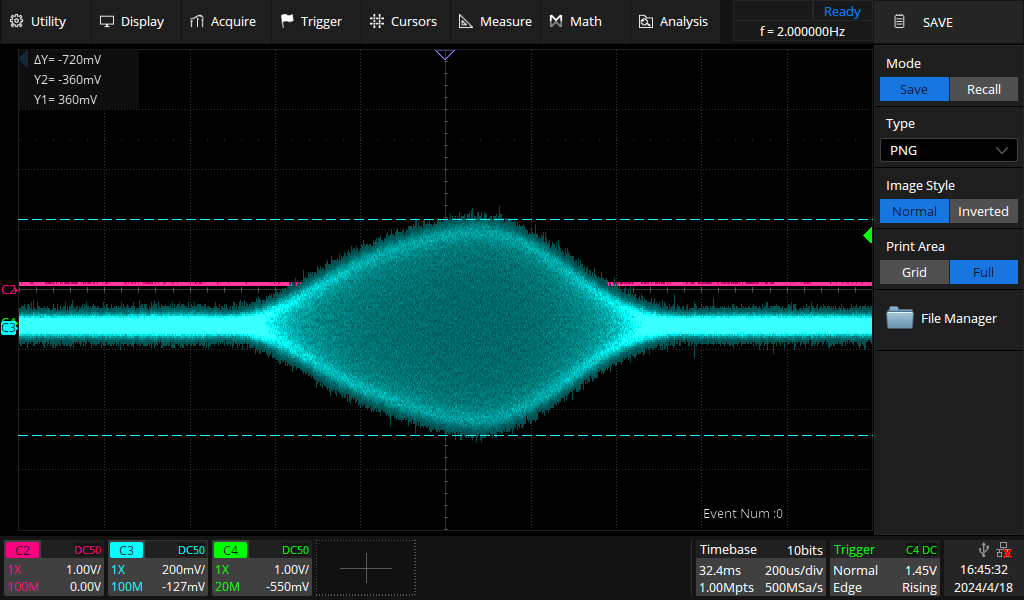 Utility Display Acquire Trigger Cursors Measure Math Analysis Ready SAVE
f = 2.000000Hz
ΔY= -720mV
Y2= -360mV
Y1= 360mV
Mode
Save Recall
Type
PNG
Image Style
Normal Inverted
Print Area
Grid Full
File Manager
C2
C3
Event Num :0
C2 DC50
1X 1.00V/
100M 0.00V
C3 DC50
1X 200mV/
100M -127mV
C4 DC50
1X 1.00V/
20M -550mV
Timebase 10bits
32.4ms 200us/div
1.00Mpts 500MSa/s
Trigger C4 DC
Normal 1.45V
Edge Rising
16:45:32
2024/4/18